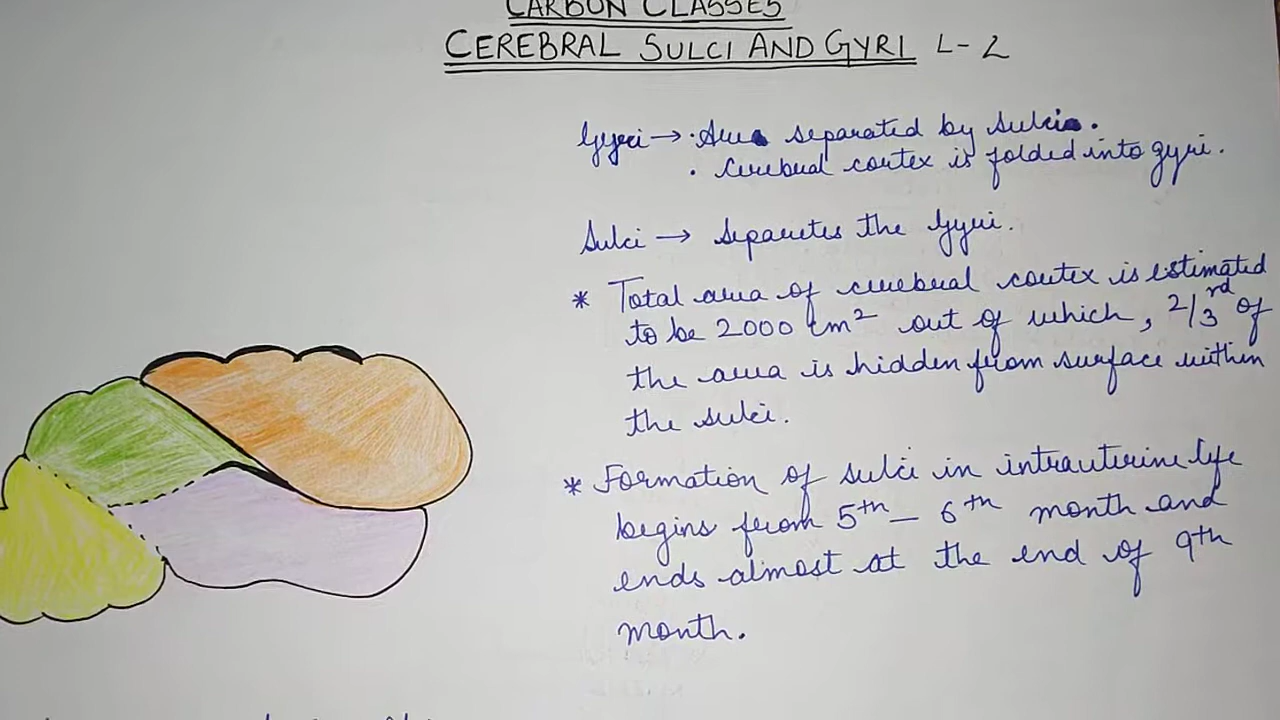 CARBON CLASSES
CEREBRAL SULCI AND GYRI L-2
Gyri → · Area separated by sulci.
· Cerebral cortex is folded into gyri.
Sulci → Separates the Gyri.
* Total area of cerebral cortex is estimated
to be 2000 cm² out of which, 2/3rd of
the area is hidden from surface within
the sulci.
* Formation of sulci in intrauterine life
begins from 5th – 6th month and
ends almost at the end of 9th
month.